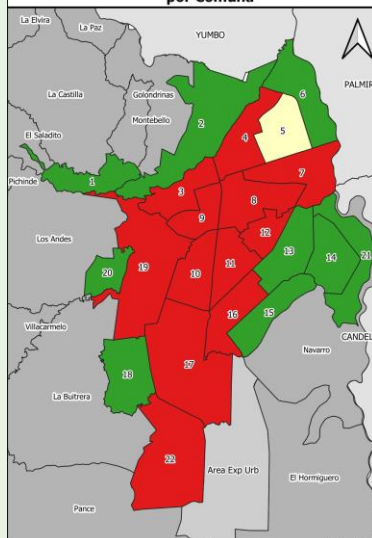 por Comuna
La Elvira
La Paz
YUMBO
La Castilla
Golondrinas
PALMIR
6
El Saladito
Montebello
2
4
5
Pichinde
1
7
3
8
9
12
Los Andes
13
14
21
20
19
10
11
16
15
CANDEL
Villacarmelo
Navarro
18
17
La Buitrera
22
Area Exp Urb
El Hormiguero
Pance